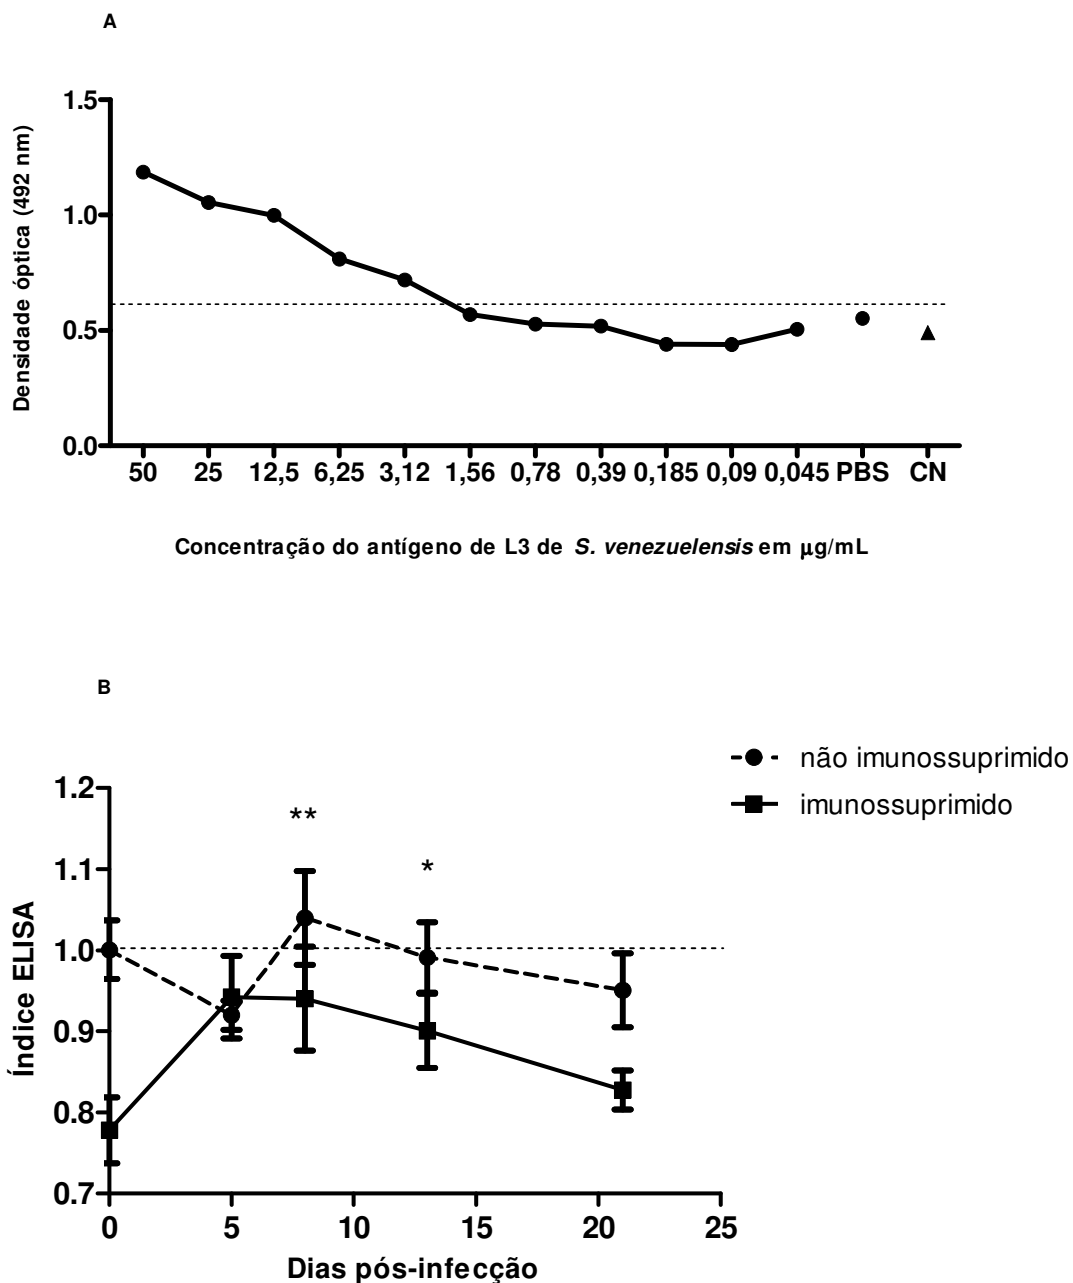 A
Densidade óptica (492 nm)
1.5
1.0
0.5
0.0
50 25 12,5 6,25 3,12 1,56 0,78 0,39 0,185 0,09 0,045 PBS CN
Concentração do antígeno de L3 de S. venezuelensis em µg/mL
B
não imunossuprimido
imunossuprimido
Índice ELISA
1.2
1.1
1.0
0.9
0.8
0.7
** 
*
0 5 10 15 20 25
Dias pós-infecção